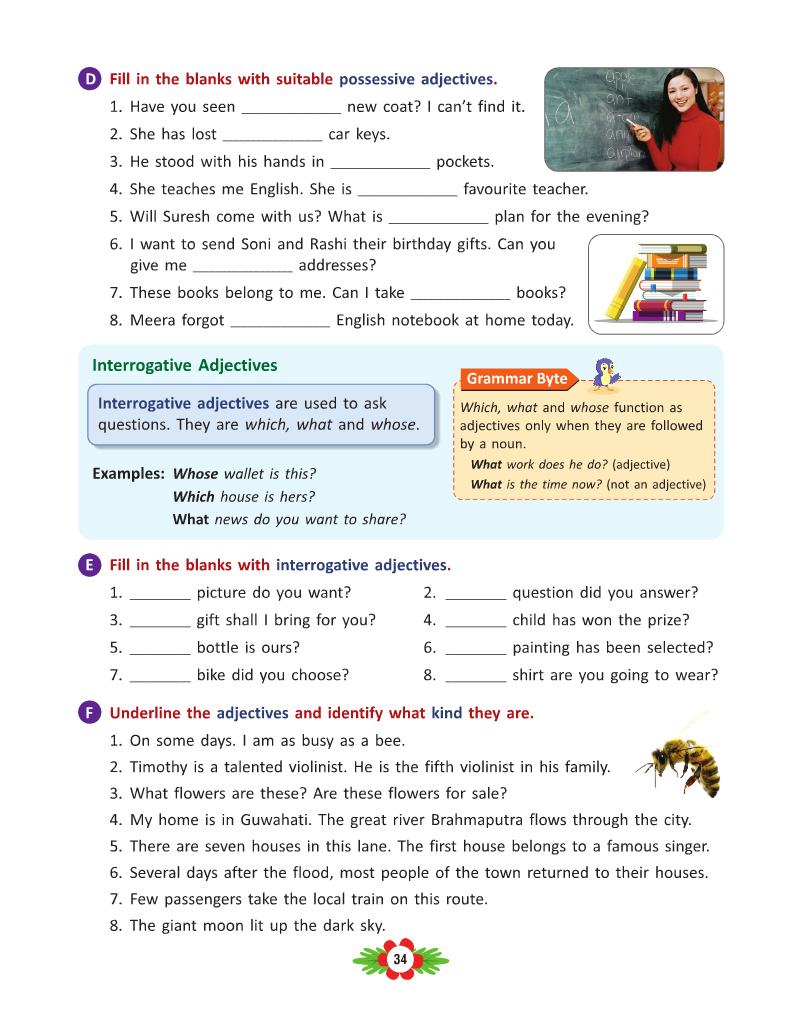 D Fill in the blanks with suitable possessive adjectives.
1. Have you seen ____________ new coat? I can't find it.
2. She has lost ____________ car keys.
3. He stood with his hands in ____________ pockets.
4. She teaches me English. She is ____________ favourite teacher.
5. Will Suresh come with us? What is ____________ plan for the evening?
6. I want to send Soni and Rashi their birthday gifts. Can you
give me ____________ addresses?
7. These books belong to me. Can I take ____________ books?
8. Meera forgot ____________ English notebook at home today.
apple
ant
Interrogative Adjectives
Interrogative adjectives are used to ask
questions. They are which, what and whose.
Examples: Whose wallet is this?
Which house is hers?
What news do you want to share?
Grammar Byte
Which, what and whose function as
adjectives only when they are followed
by a noun.
What work does he do? (adjective)
What is the time now? (not an adjective)
E Fill in the blanks with interrogative adjectives.
1. _______ picture do you want? 2. _______ question did you answer?
3. _______ gift shall I bring for you? 4. _______ child has won the prize?
5. _______ bottle is ours? 6. _______ painting has been selected?
7. _______ bike did you choose? 8. _______ shirt are you going to wear?
F Underline the adjectives and identify what kind they are.
1. On some days. I am as busy as a bee.
2. Timothy is a talented violinist. He is the fifth violinist in his family.
3. What flowers are these? Are these flowers for sale?
4. My home is in Guwahati. The great river Brahmaputra flows through the city.
5. There are seven houses in this lane. The first house belongs to a famous singer.
6. Several days after the flood, most people of the town returned to their houses.
7. Few passengers take the local train on this route.
8. The giant moon lit up the dark sky.
34